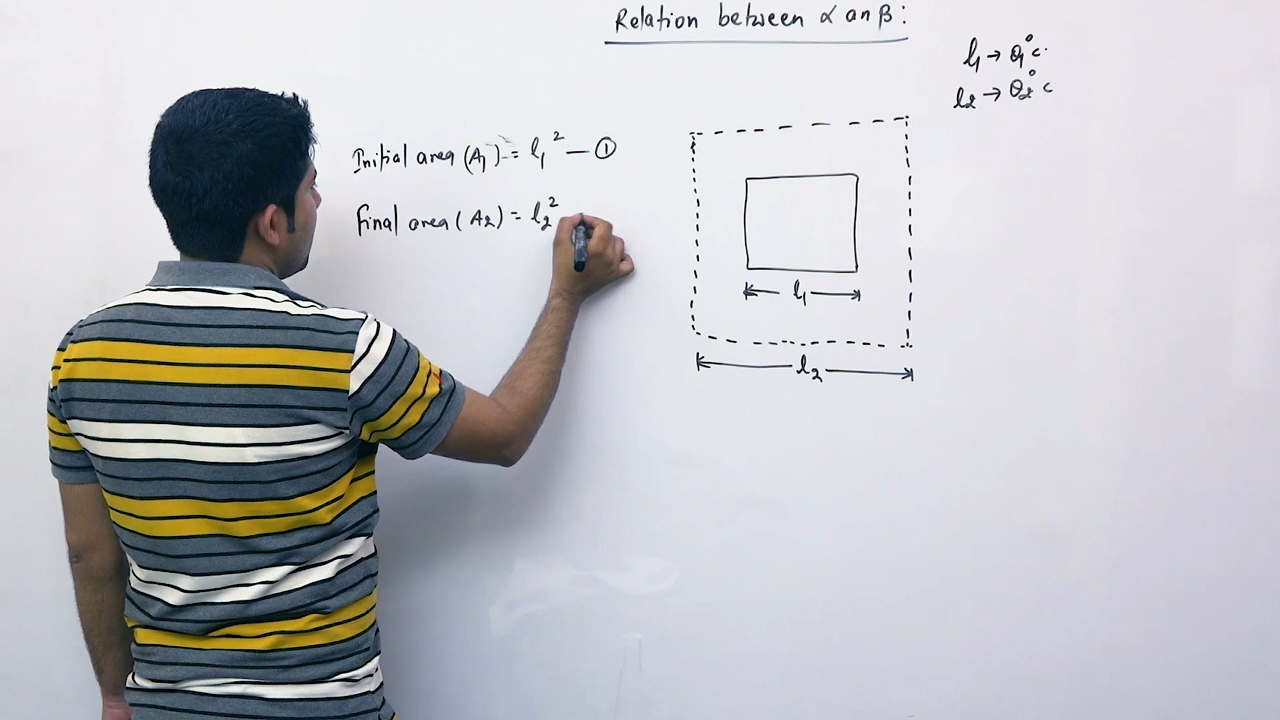 Relation between α an β:
l₁ → θ₁°c.
l₂ → θ₂°c
Initial area (A₁) = l₁² — ①
final area (A₂) = l₂²
l₁
l₂